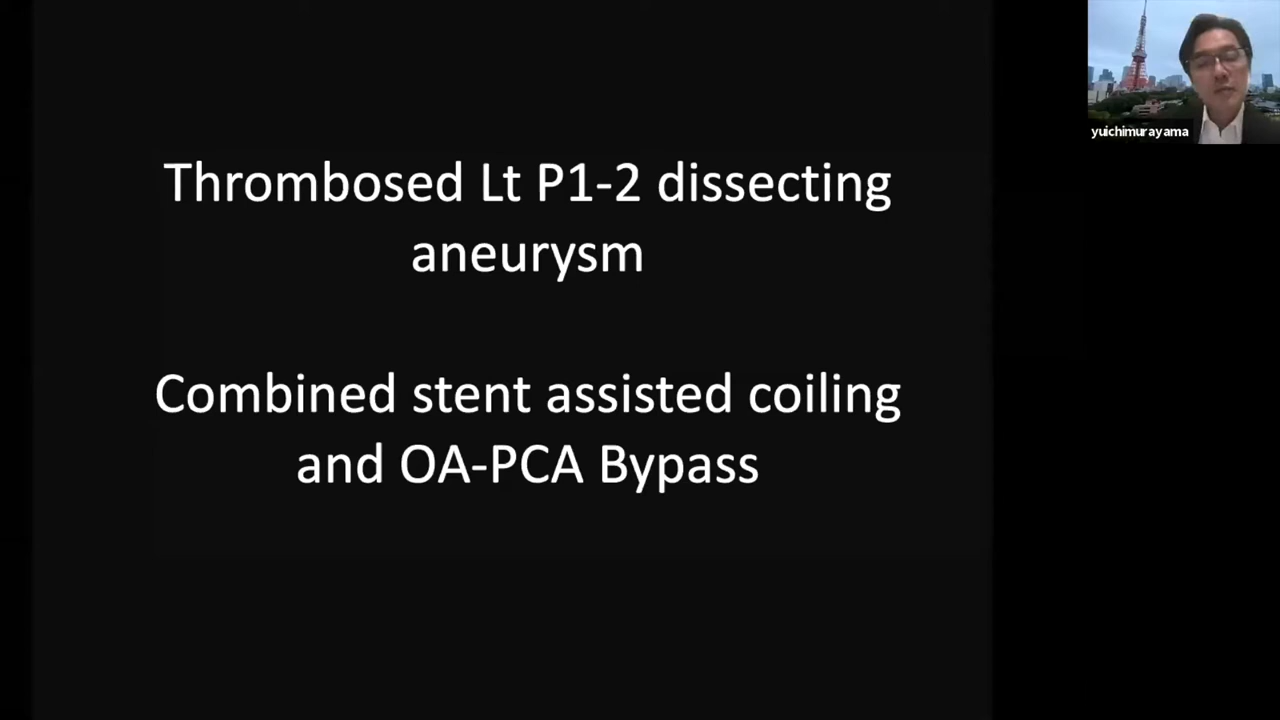 Thrombosed Lt P1-2 dissecting
aneurysm
Combined stent assisted coiling
and OA-PCA Bypass
yuichimurayama